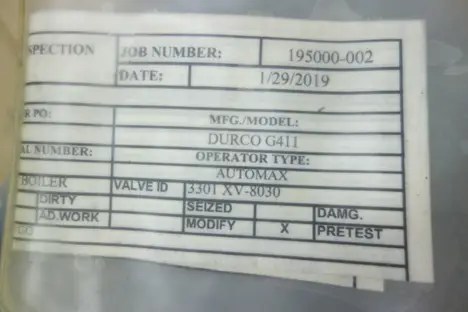 SPECTION JOB NUMBER: 195000-002
DATE: 1/29/2019
R PO: MFG./MODEL:
DURCO G411
AL NUMBER: OPERATOR TYPE:
AUTOMAX
BOILER VALVE ID 3301 XV-8030
DIRTY SEIZED DAMG.
AD.WORK MODIFY X PRETEST